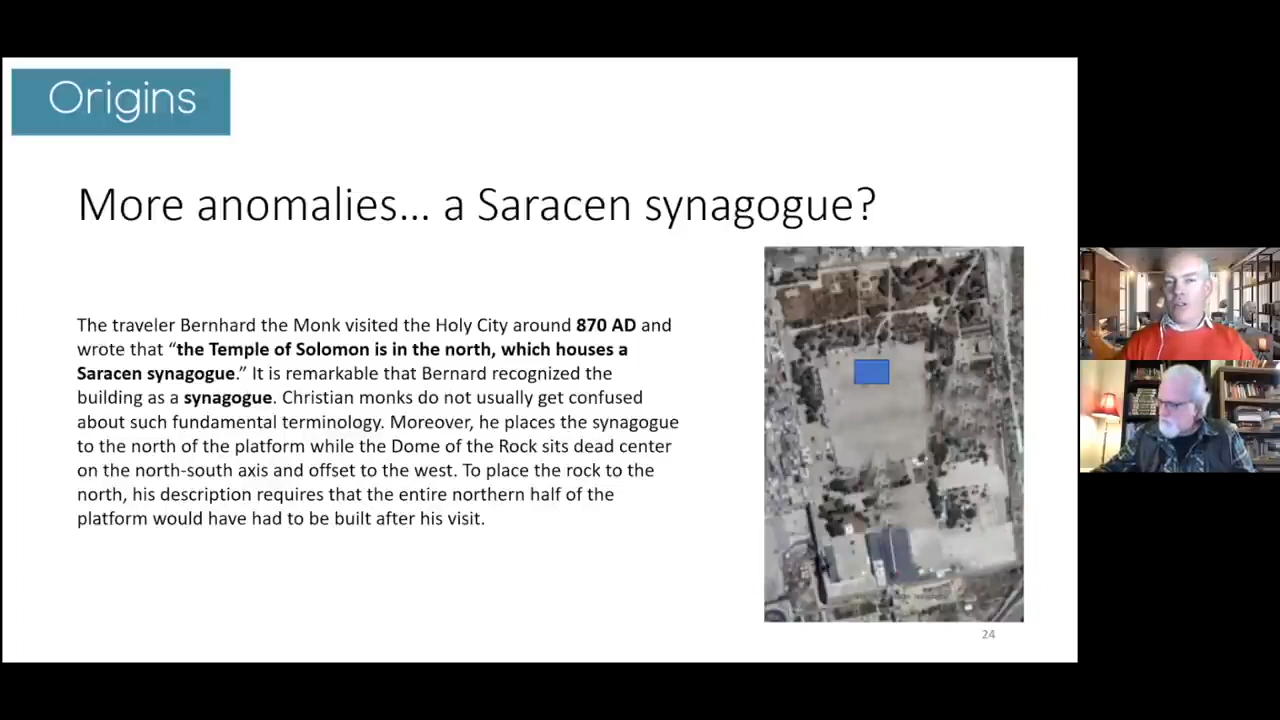 Origins
More anomalies... a Saracen synagogue?
The traveler Bernhard the Monk visited the Holy City around 870 AD and
wrote that “the Temple of Solomon is in the north, which houses a
Saracen synagogue.” It is remarkable that Bernard recognized the
building as a synagogue. Christian monks do not usually get confused
about such fundamental terminology. Moreover, he places the synagogue
to the north of the platform while the Dome of the Rock sits dead center
on the north-south axis and offset to the west. To place the rock to the
north, his description requires that the entire northern half of the
platform would have had to be built after his visit.
24